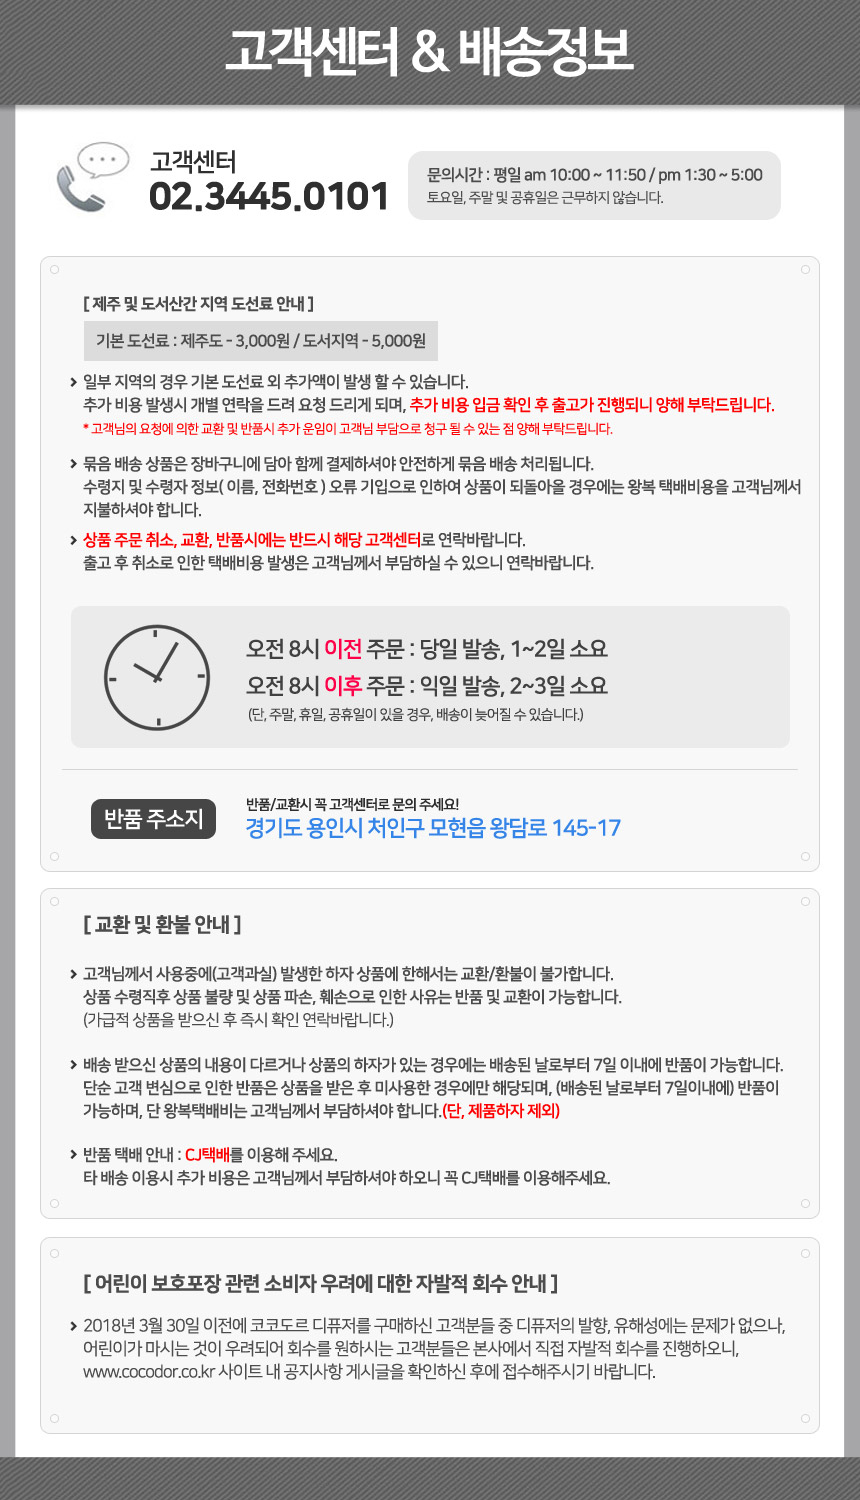 고객센터 & 배송정보
고객센터
02.3445.0101
문의시간 : 평일 am 10:00 ~ 11:50 / pm 1:30 ~ 5:00
토요일, 주말 및 공휴일은 근무하지 않습니다.
[ 제주 및 도서산간 지역 도선료 안내 ]
기본 도선료 : 제주도 - 3,000원 / 도서지역 - 5,000원
일부 지역의 경우 기본 도선료 외 추가액이 발생 할 수 있습니다.
추가 비용 발생시 개별 연락을 드려 요청 드리게 되며, 추가 비용 입금 확인 후 출고가 진행되니 양해 부탁드립니다.
* 고객님의 요청에 의한 교환 및 반품시 추가 운임이 고객님 부담으로 청구 될 수 있는 점 양해 부탁드립니다.
묶음 배송 상품은 장바구니에 담아 함께 결제하셔야 안전하게 묶음 배송 처리됩니다.
수령지 및 수령자 정보( 이름, 전화번호 ) 오류 기입으로 인하여 상품이 되돌아올 경우에는 왕복 택배비용을 고객님께서
지불하셔야 합니다.
상품 주문 취소, 교환, 반품시에는 반드시 해당 고객센터로 연락바랍니다.
출고 후 취소로 인한 택배비용 발생은 고객님께서 부담하실 수 있으니 연락바랍니다.
오전 8시 이전 주문 : 당일 발송, 1~2일 소요
오전 8시 이후 주문 : 익일 발송, 2~3일 소요
(단, 주말, 휴일, 공휴일이 있을 경우, 배송이 늦어질 수 있습니다.)
반품 주소지
반품/교환시 꼭 고객센터로 문의 주세요!
경기도 용인시 처인구 모현읍 왕담로 145-17
[ 교환 및 환불 안내 ]
고객님께서 사용중에(고객과실) 발생한 하자 상품에 한해서는 교환/환불이 불가합니다.
상품 수령직후 상품 불량 및 상품 파손, 훼손으로 인한 사유는 반품 및 교환이 가능합니다.
(가급적 상품을 받으신 후 즉시 확인 연락바랍니다.)
배송 받으신 상품의 내용이 다르거나 상품의 하자가 있는 경우에는 배송된 날로부터 7일 이내에 반품이 가능합니다.
단순 고객 변심으로 인한 반품은 상품을 받은 후 미사용한 경우에만 해당되며, (배송된 날로부터 7일이내에) 반품이
가능하며, 단 왕복택배비는 고객님께서 부담하셔야 합니다.(단, 제품하자 제외)
반품 택배 안내 : CJ택배를 이용해 주세요.
타 배송 이용시 추가 비용은 고객님께서 부담하셔야 하오니 꼭 CJ택배를 이용해주세요.
[ 어린이 보호포장 관련 소비자 우려에 대한 자발적 회수 안내 ]
2018년 3월 30일 이전에 코코도르 디퓨저를 구매하신 고객분들 중 디퓨저의 발향, 유해성에는 문제가 없으나,
어린이가 마시는 것이 우려되어 회수를 원하시는 고객분들은 본사에서 직접 자발적 회수를 진행하오니,
www.cocodor.co.kr 사이트 내 공지사항 게시글을 확인하신 후에 접수해주시기 바랍니다.